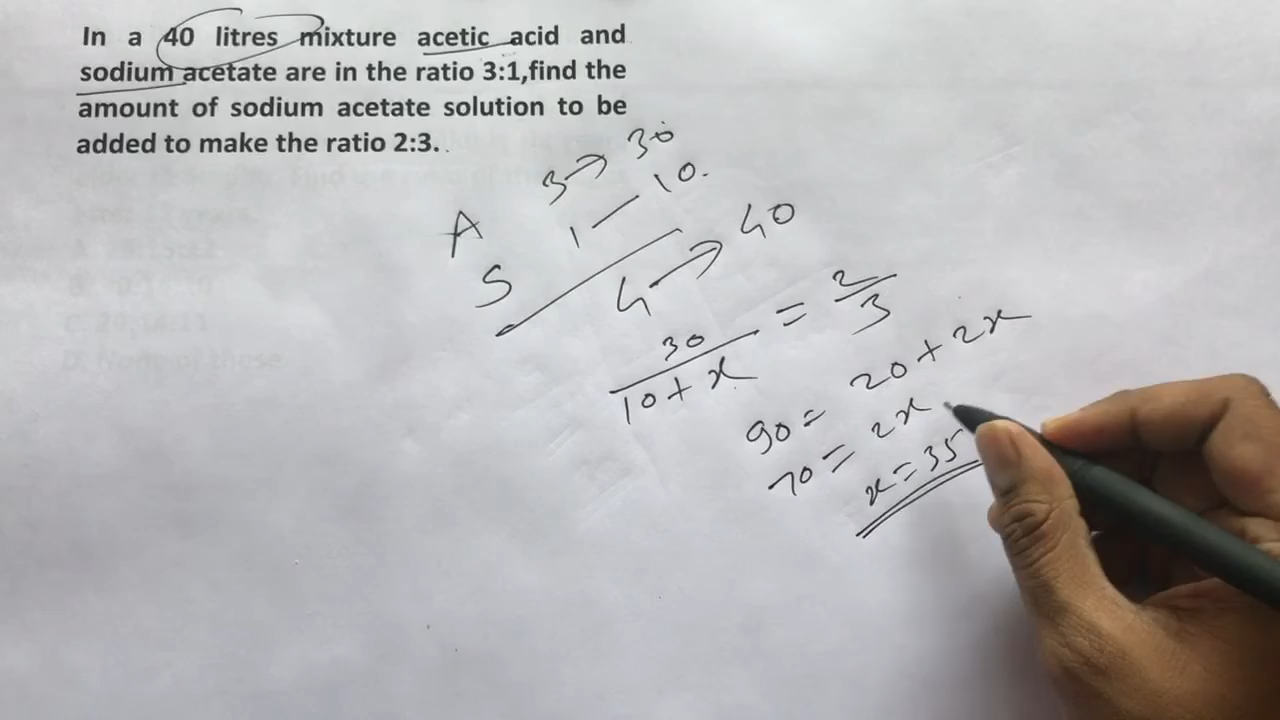 In a 40 litres mixture acetic acid and
sodium acetate are in the ratio 3:1,find the
amount of sodium acetate solution to be
added to make the ratio 2:3.
A 3 → 30
S 1 — 10.
4 → 40
30/10+x = 2/3
90 = 20 + 2x
70 = 2x
x = 35